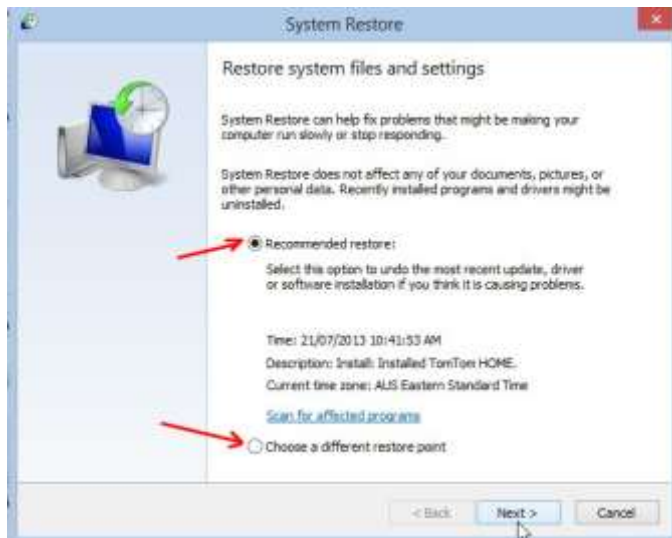 System Restore
Restore system files and settings
System Restore can help fix problems that might be making your
computer run slowly or stop responding.
System Restore does not affect any of your documents, pictures, or
other personal data. Recently installed programs and drivers might be
uninstalled.
Recommended restore:
Select this option to undo the most recent update, driver
or software installation if you think it is causing problems.
Time: 21/07/2013 10:41:53 AM
Description: Install: Installed TomTom HOME.
Current time zone: AUS Eastern Standard Time
Scan for affected programs
Choose a different restore point
< Back Next > Cancel